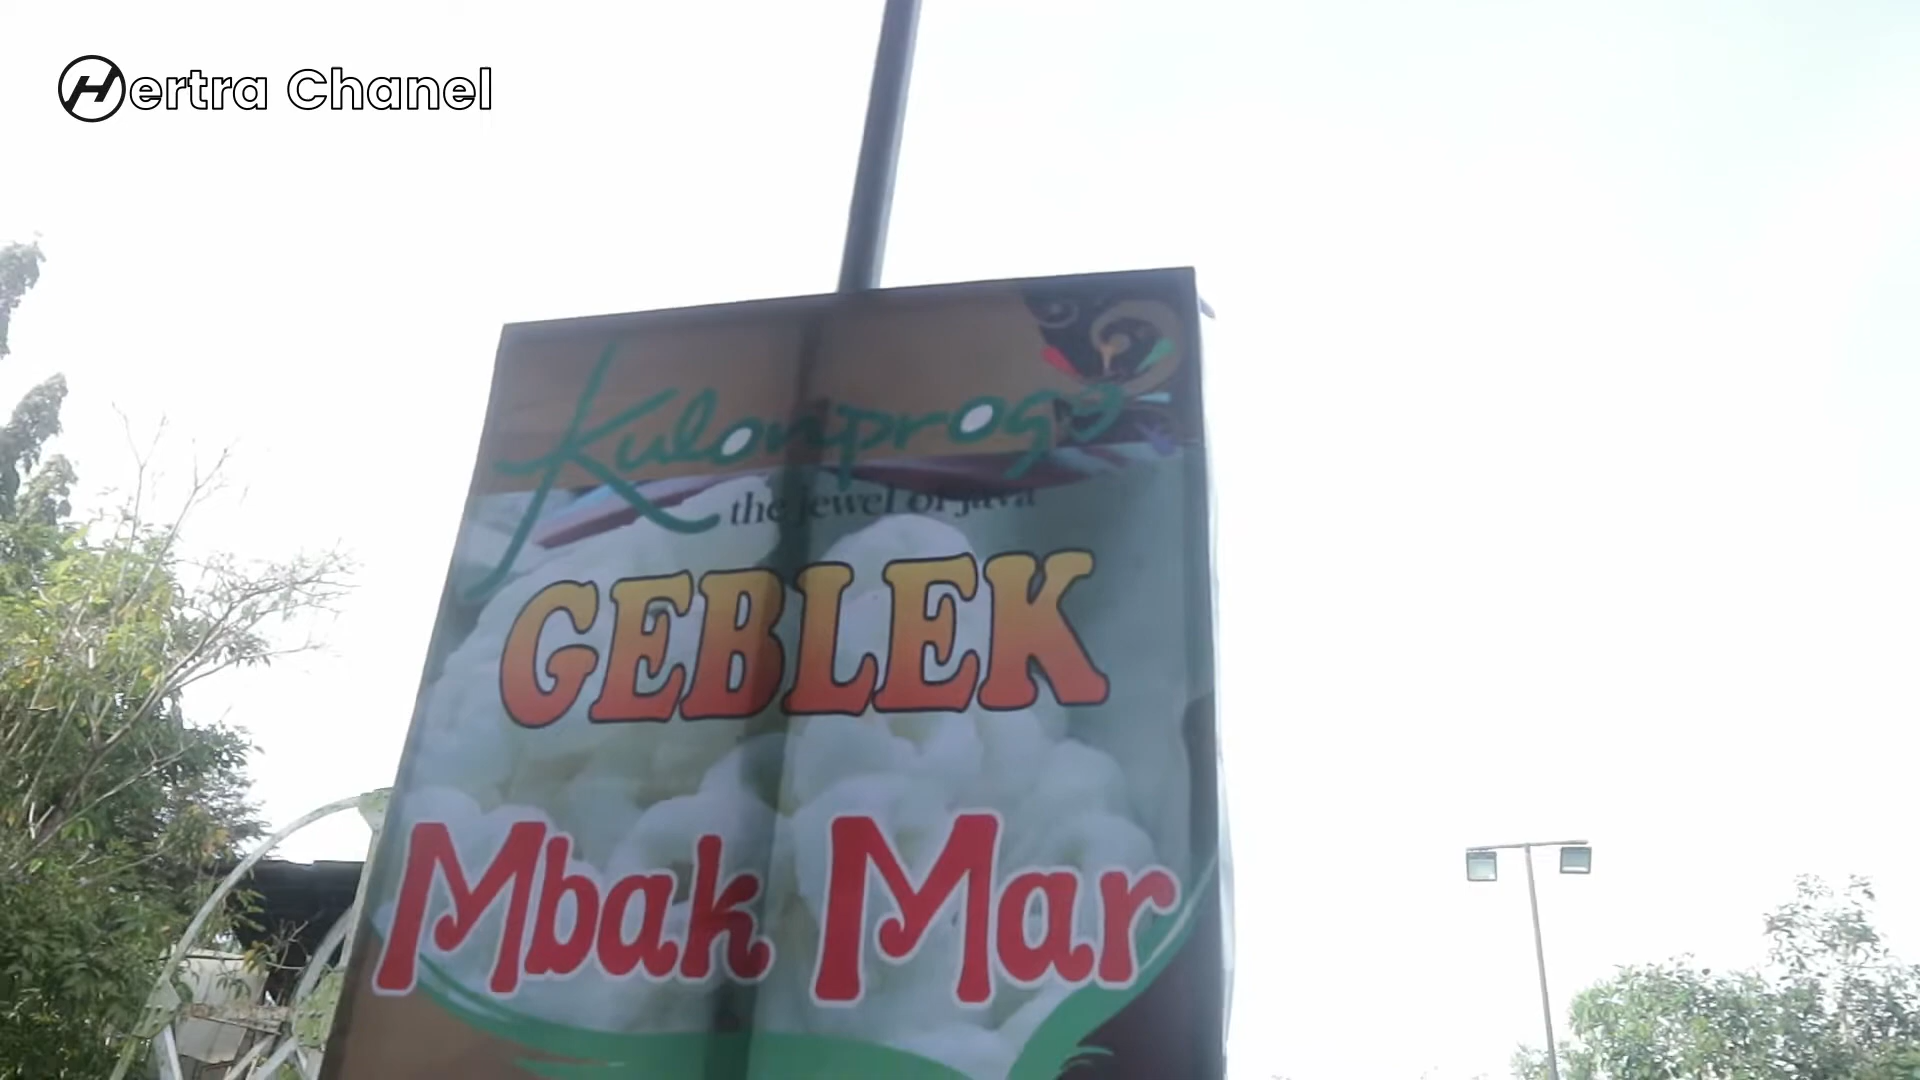 Hertra Chanel
Kulonprogo
the jewel of java
GEBLEK
Mbak Mar